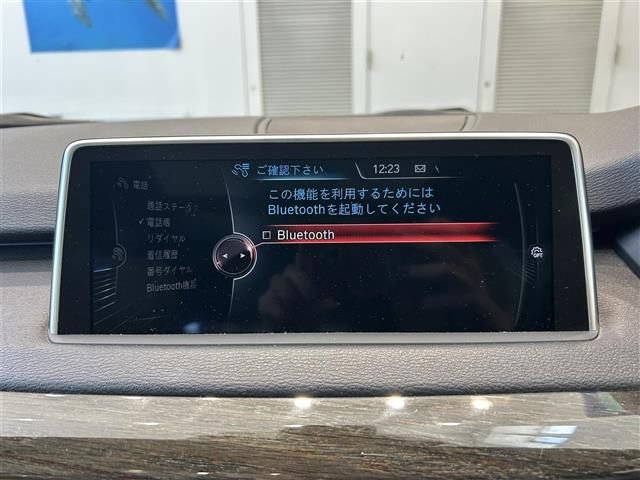 ご確認下さい
12:23
電話
通話ステータス
電話帳
リダイヤル
着信履歴
番号ダイヤル
Bluetooth機能
この機能を利用するためには
Bluetoothを起動してください
Bluetooth
OPT